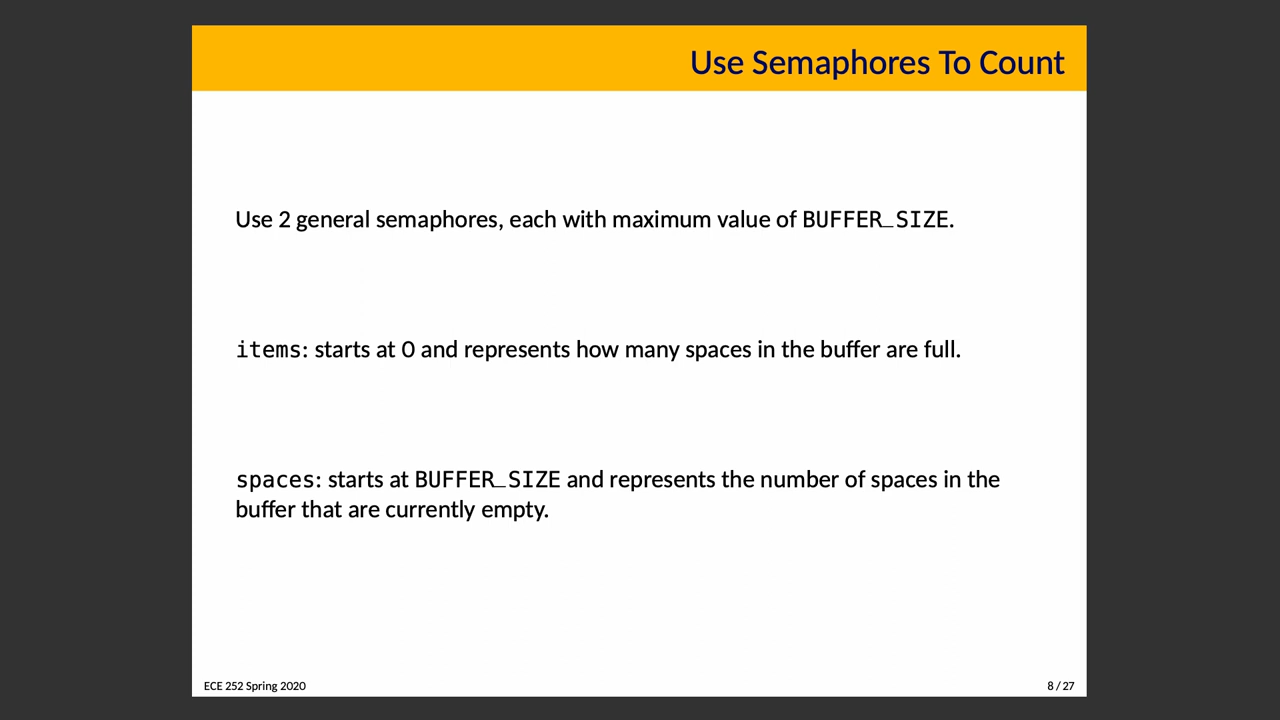 Use Semaphores To Count
Use 2 general semaphores, each with maximum value of BUFFER_SIZE.
items: starts at 0 and represents how many spaces in the buffer are full.
spaces: starts at BUFFER_SIZE and represents the number of spaces in the
buffer that are currently empty.
ECE 252 Spring 2020
8 / 27